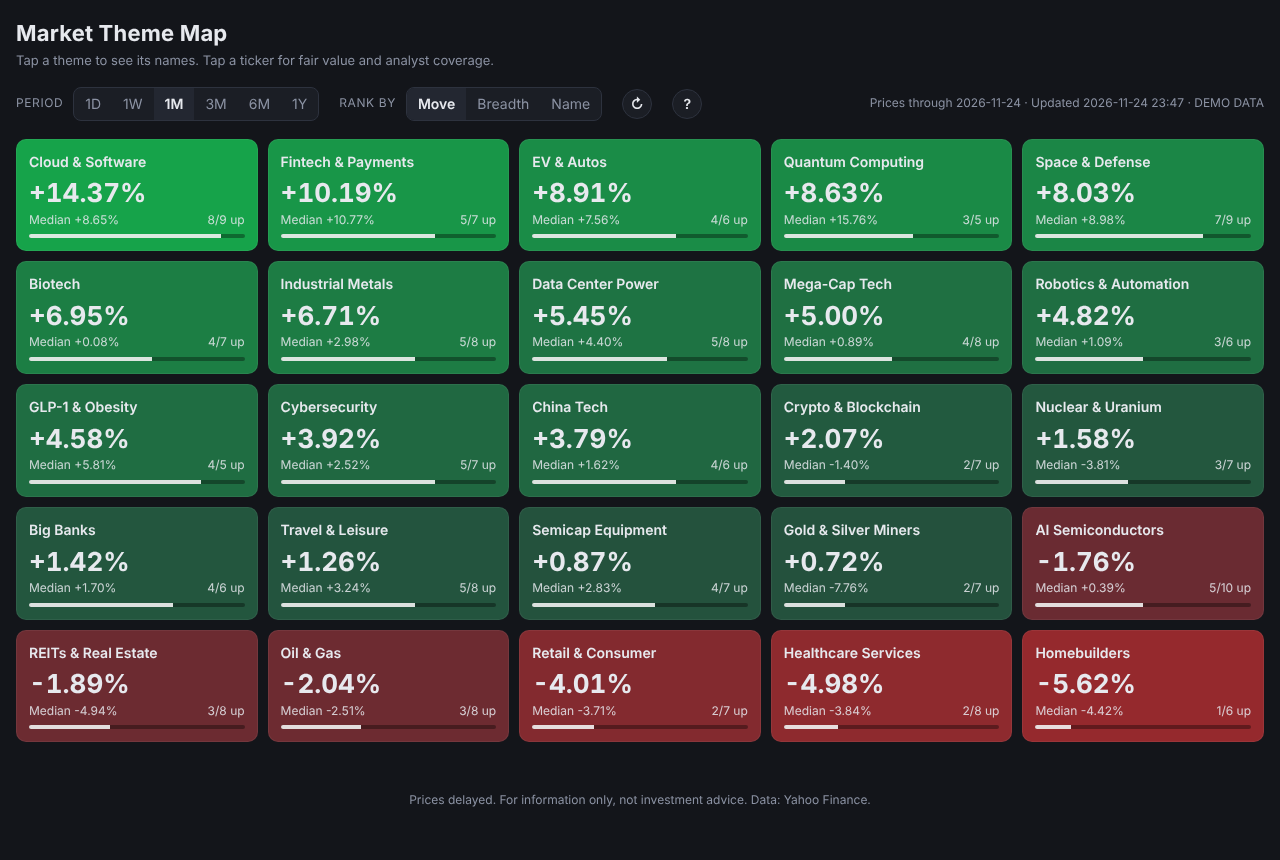 Market Theme Map
Tap a theme to see its names. Tap a ticker for fair value and analyst coverage.
PERIOD 1D 1W 1M 3M 6M 1Y RANK BY Move Breadth Name ↻ ? Prices through 2026-11-24 · Updated 2026-11-24 23:47 · DEMO DATA
Cloud & Software
+14.37%
Median +8.65% 8/9 up
Fintech & Payments
+10.19%
Median +10.77% 5/7 up
EV & Autos
+8.91%
Median +7.56% 4/6 up
Quantum Computing
+8.63%
Median +15.76% 3/5 up
Space & Defense
+8.03%
Median +8.98% 7/9 up
Biotech
+6.95%
Median +0.08% 4/7 up
Industrial Metals
+6.71%
Median +2.98% 5/8 up
Data Center Power
+5.45%
Median +4.40% 5/8 up
Mega-Cap Tech
+5.00%
Median +0.89% 4/8 up
Robotics & Automation
+4.82%
Median +1.09% 3/6 up
GLP-1 & Obesity
+4.58%
Median +5.81% 4/5 up
Cybersecurity
+3.92%
Median +2.52% 5/7 up
China Tech
+3.79%
Median +1.62% 4/6 up
Crypto & Blockchain
+2.07%
Median -1.40% 2/7 up
Nuclear & Uranium
+1.58%
Median -3.81% 3/7 up
Big Banks
+1.42%
Median +1.70% 4/6 up
Travel & Leisure
+1.26%
Median +3.24% 5/8 up
Semicap Equipment
+0.87%
Median +2.83% 4/7 up
Gold & Silver Miners
+0.72%
Median -7.76% 2/7 up
AI Semiconductors
-1.76%
Median +0.39% 5/10 up
REITs & Real Estate
-1.89%
Median -4.94% 3/8 up
Oil & Gas
-2.04%
Median -2.51% 3/8 up
Retail & Consumer
-4.01%
Median -3.71% 2/7 up
Healthcare Services
-4.98%
Median -3.84% 2/8 up
Homebuilders
-5.62%
Median -4.42% 1/6 up
Prices delayed. For information only, not investment advice. Data: Yahoo Finance.